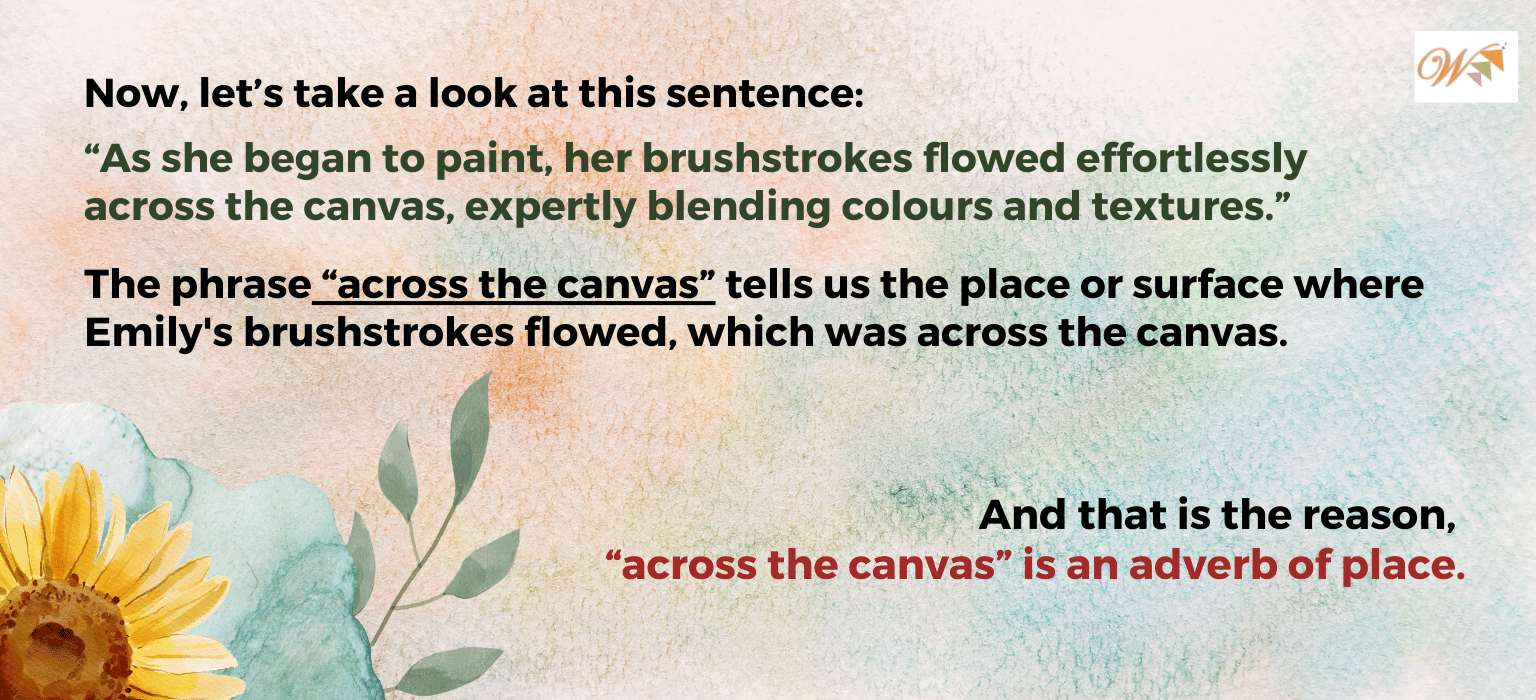 W
Now, let’s take a look at this sentence:
“As she began to paint, her brushstrokes flowed effortlessly
across the canvas, expertly blending colours and textures.”
The phrase “across the canvas” tells us the place or surface where
Emily's brushstrokes flowed, which was across the canvas.
And that is the reason,
“across the canvas” is an adverb of place.